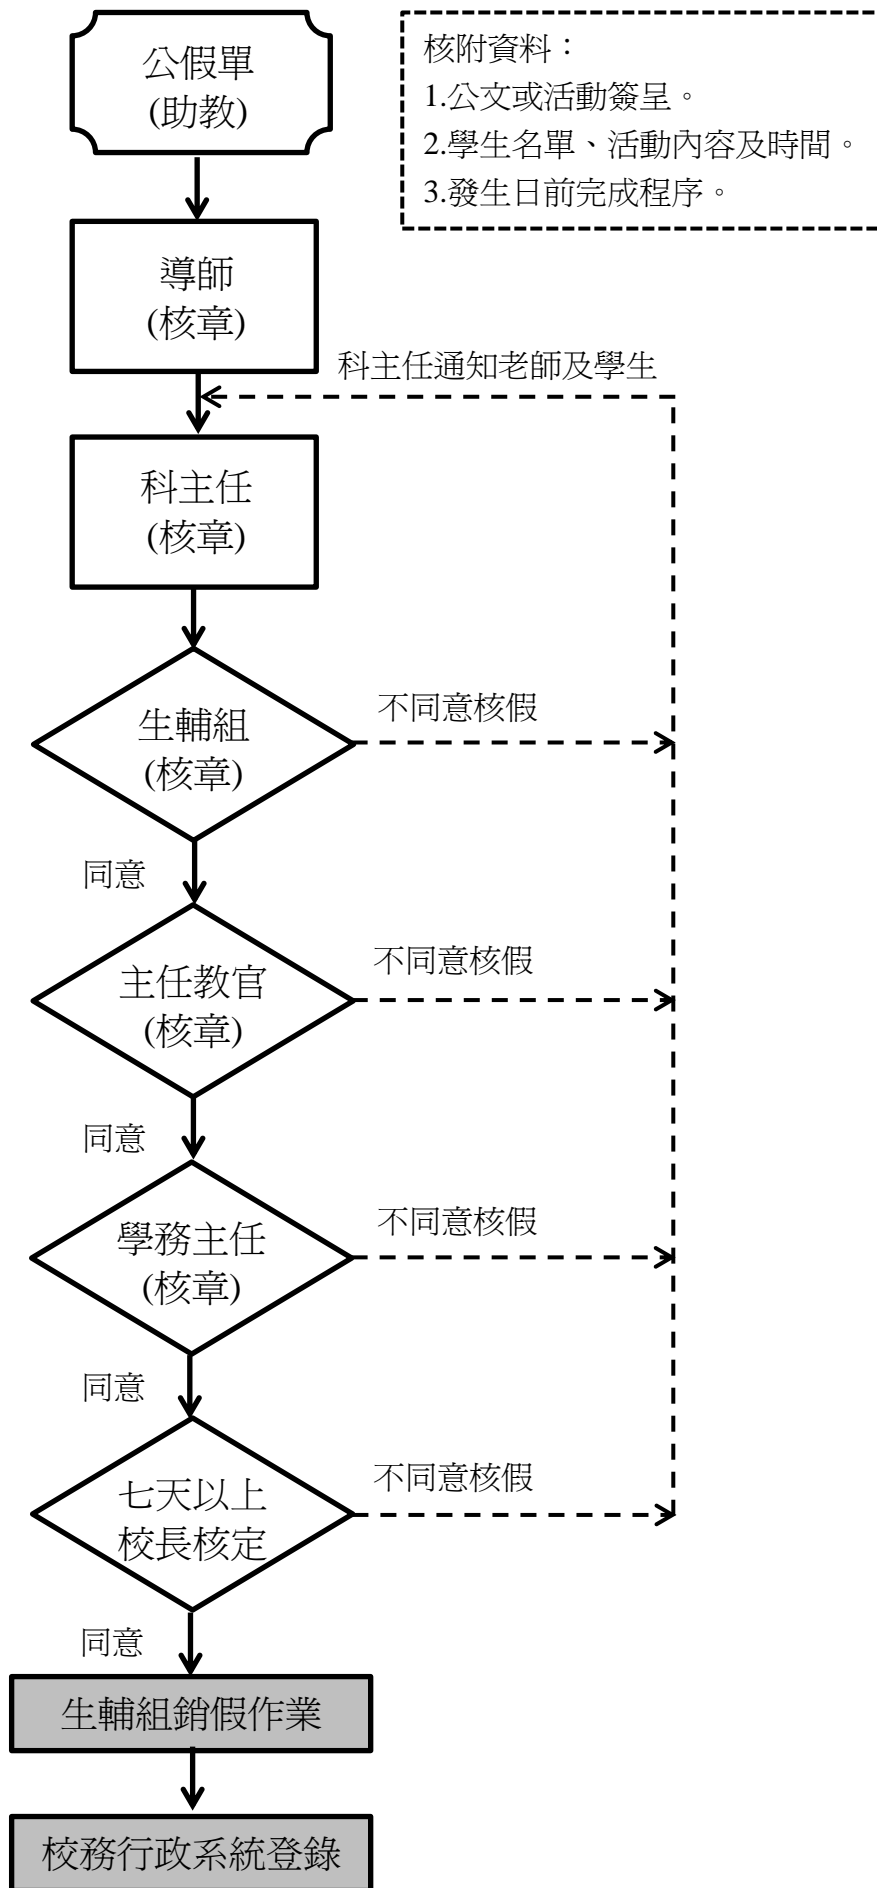 公假單
(助教)
核附資料：
1.公文或活動簽呈。
2.學生名單、活動內容及時間。
3.發生日前完成程序。
導師
(核章)
科主任通知老師及學生
科主任
(核章)
生輔組
(核章)
不同意核假
同意
主任教官
(核章)
不同意核假
同意
學務主任
(核章)
不同意核假
同意
七天以上
校長核定
不同意核假
同意
生輔組銷假作業
校務行政系統登錄